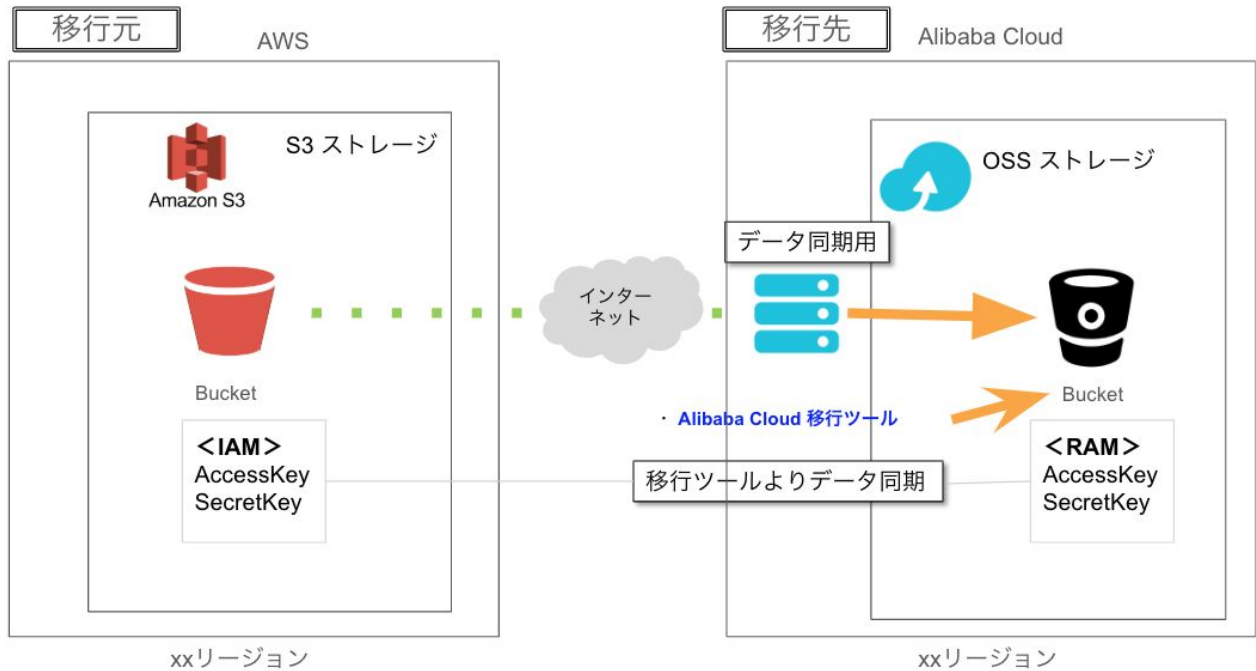 移行元
AWS
移行先
Alibaba Cloud
S3 ストレージ
Amazon S3
OSS ストレージ
データ同期用
インター
ネット
Bucket
Bucket
・ Alibaba Cloud 移行ツール
＜IAM＞
AccessKey
SecretKey
移行ツールよりデータ同期
＜RAM＞
AccessKey
SecretKey
xxリージョン
xxリージョン